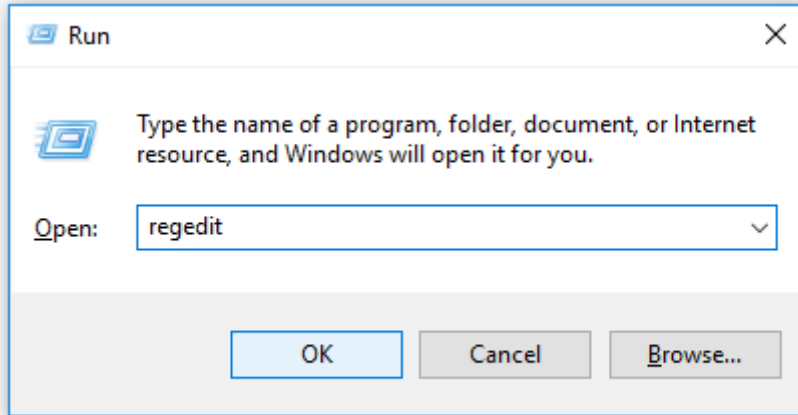 Run
Type the name of a program, folder, document, or Internet
resource, and Windows will open it for you.
Open: regedit
OK Cancel Browse...